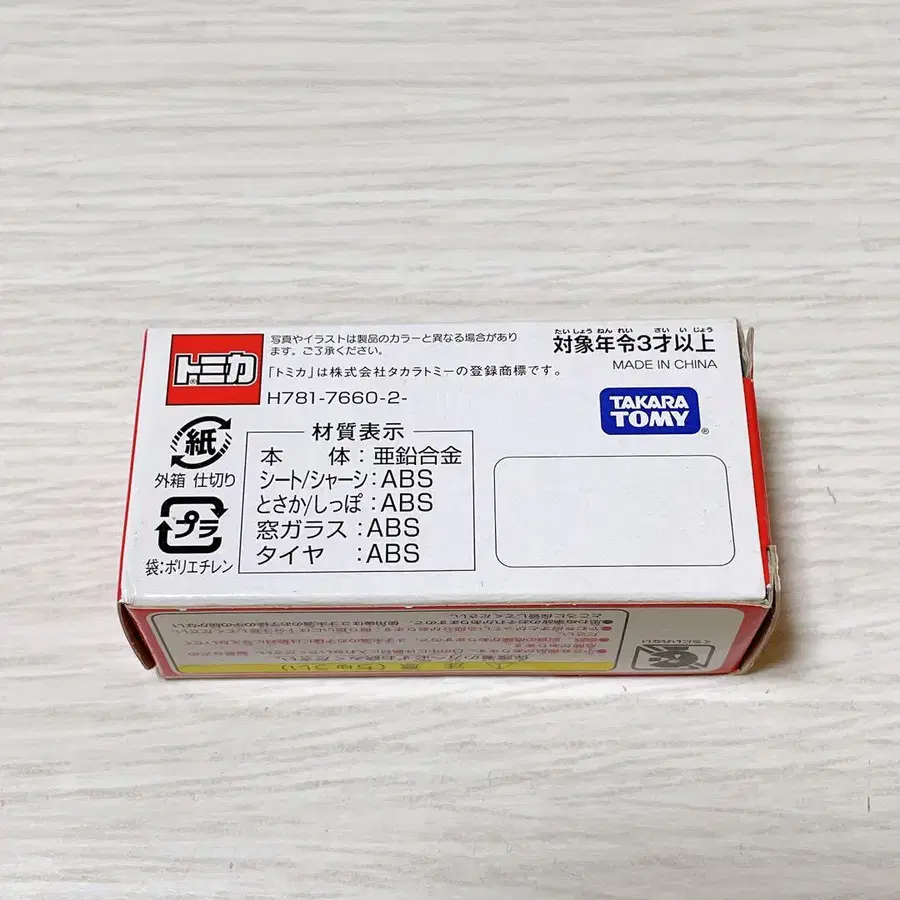 トミカ
®
写真やイラストは製品のカラーと異なる場合があり
ます。ご了承ください。
「トミカ」は株式会社タカラトミーの登録商標です。
H781-7660-2-
たいしょうねんれい さいいじょう
対象年令3才以上
MADE IN CHINA
TAKARA
TOMY
®
紙
外箱 仕切り
プラ
袋:ポリエチレン
材質表示
本 体:亜鉛合金
シート/シャーシ:ABS
とさか/しっぽ:ABS
窓ガラス:ABS
タイヤ:ABS
注意(ちゅうい)